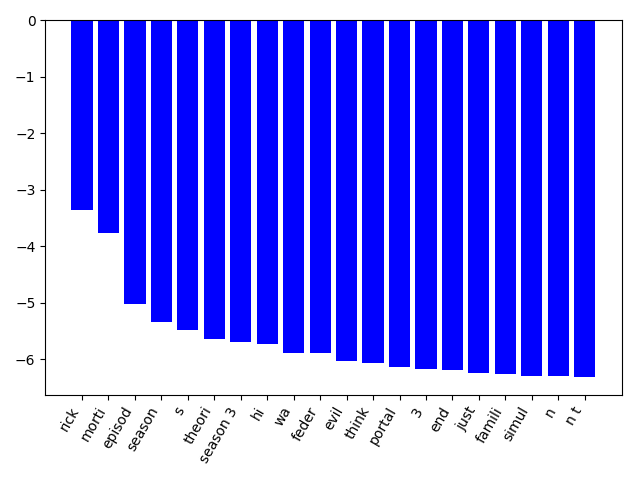 0
−1
−2
−3
−4
−5
−6
rick
morti
episod
season
s
theori
season 3
hi
wa
feder
evil
think
portal
3
end
just
famili
simul
n
n t